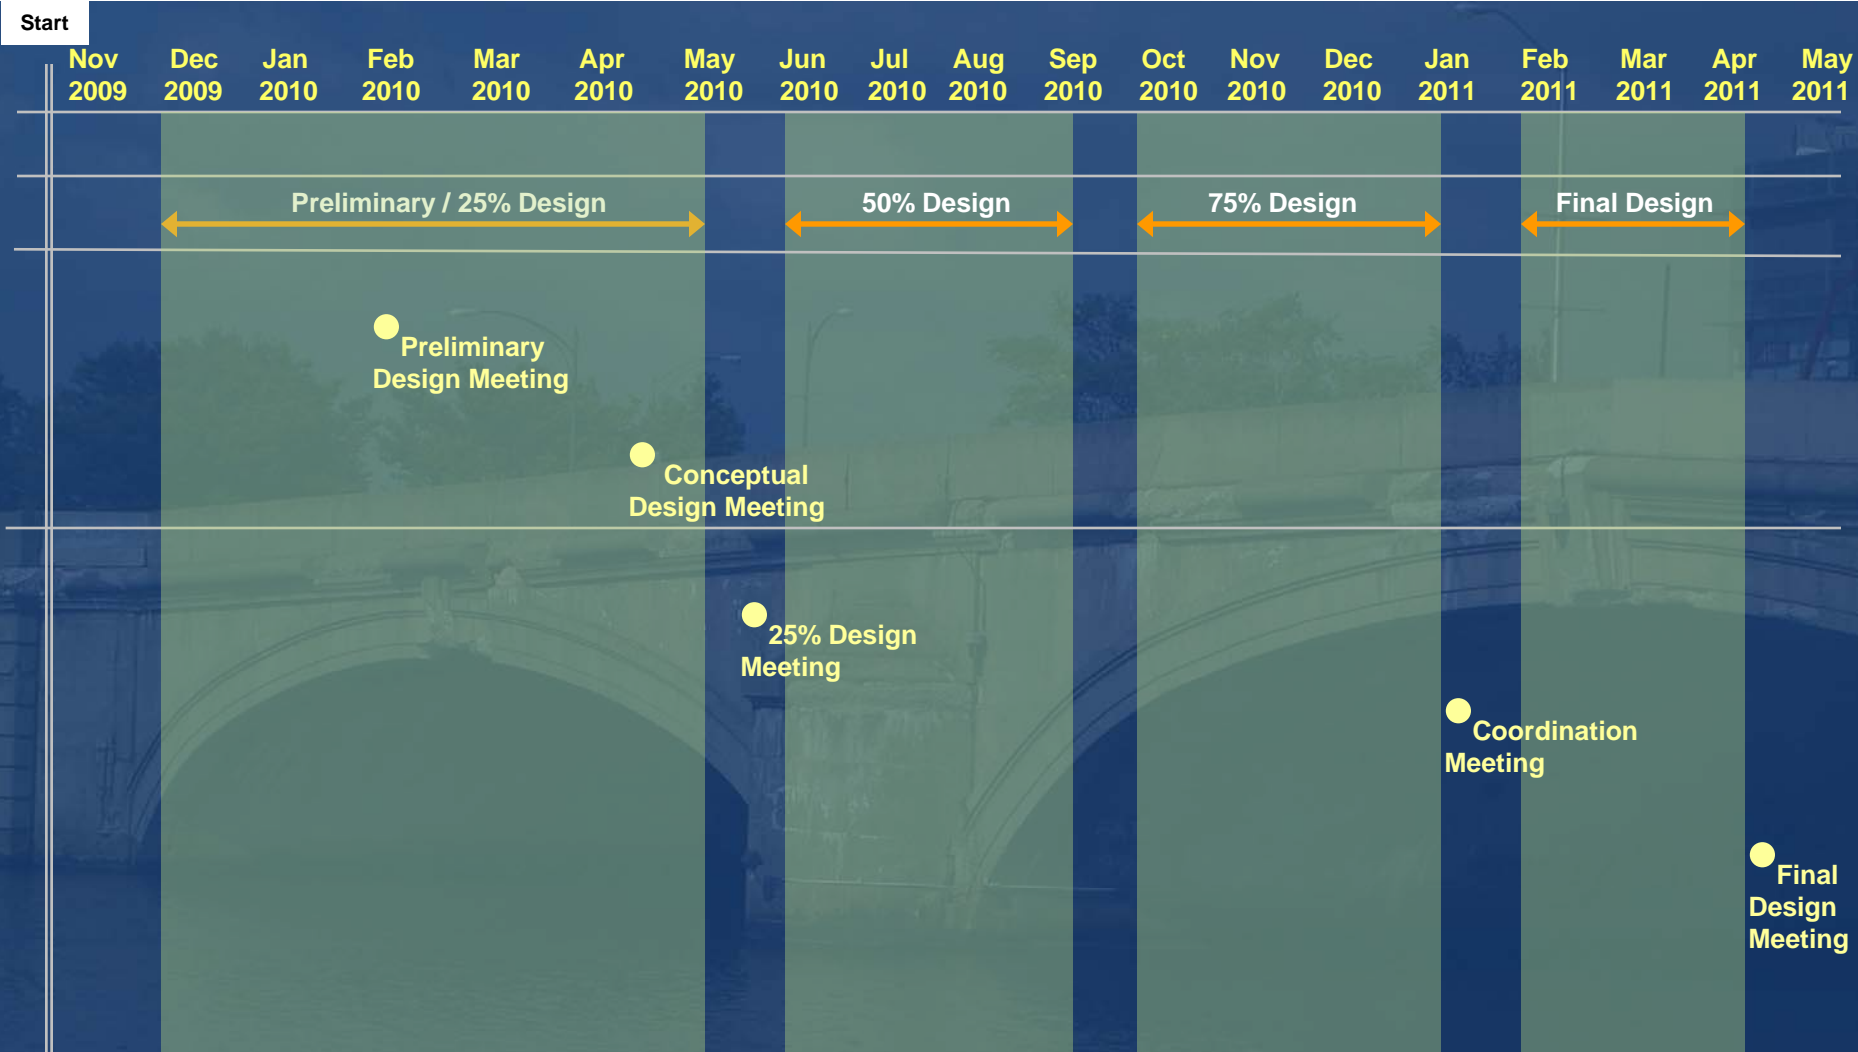 Start
Nov Dec Jan Feb Mar Apr May Jun Jul Aug Sep Oct Nov Dec Jan Feb Mar Apr May
2009 2009 2010 2010 2010 2010 2010 2010 2010 2010 2010 2010 2010 2010 2011 2011 2011 2011 2011
Preliminary / 25% Design 50% Design 75% Design Final Design
Preliminary
Design Meeting
Conceptual
Design Meeting
25% Design
Meeting
Coordination
Meeting
Final
Design
Meeting